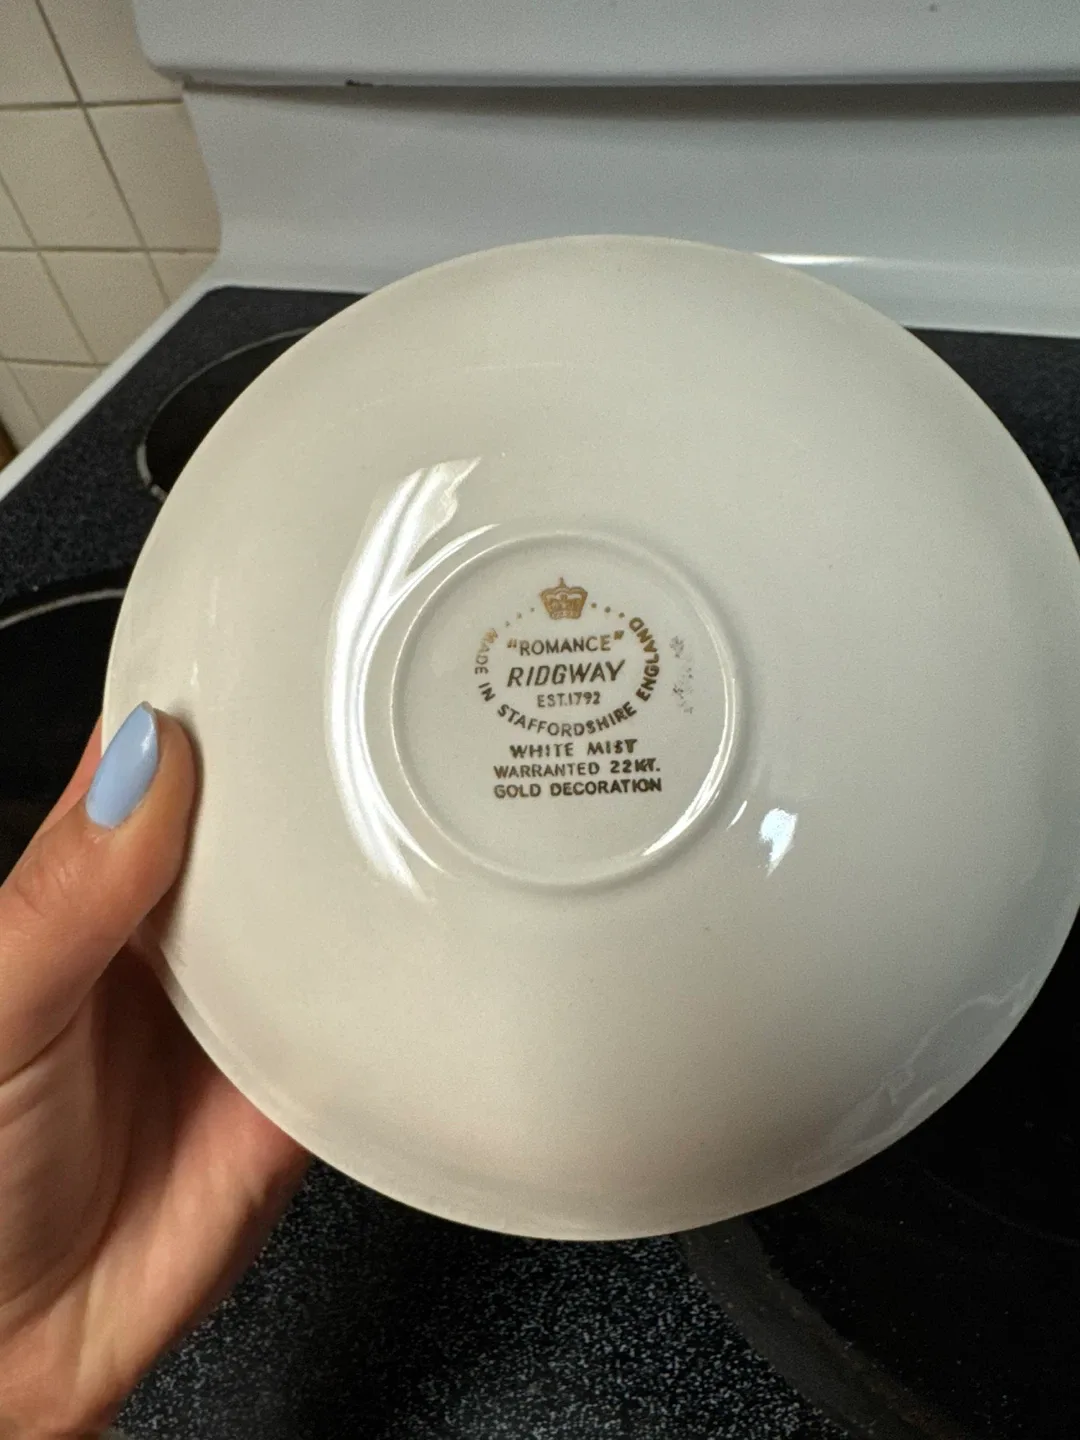 "ROMANCE"
RIDGWAY
EST.1792
MADE IN STAFFORDSHIRE ENGLAND
WHITE MIST
WARRANTED 22KT.
GOLD DECORATION